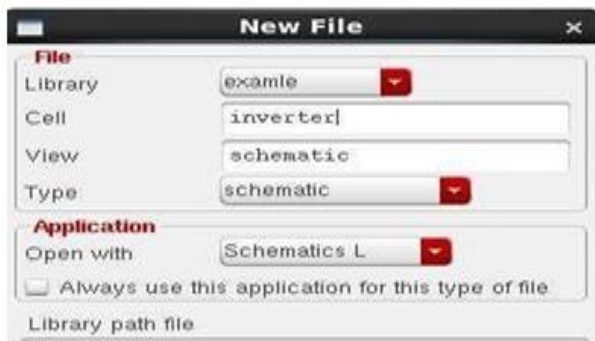 New File
File
Library examle
Cell inverter
View schematic
Type schematic
Application
Open with Schematics L
Always use this application for this type of file
Library path file